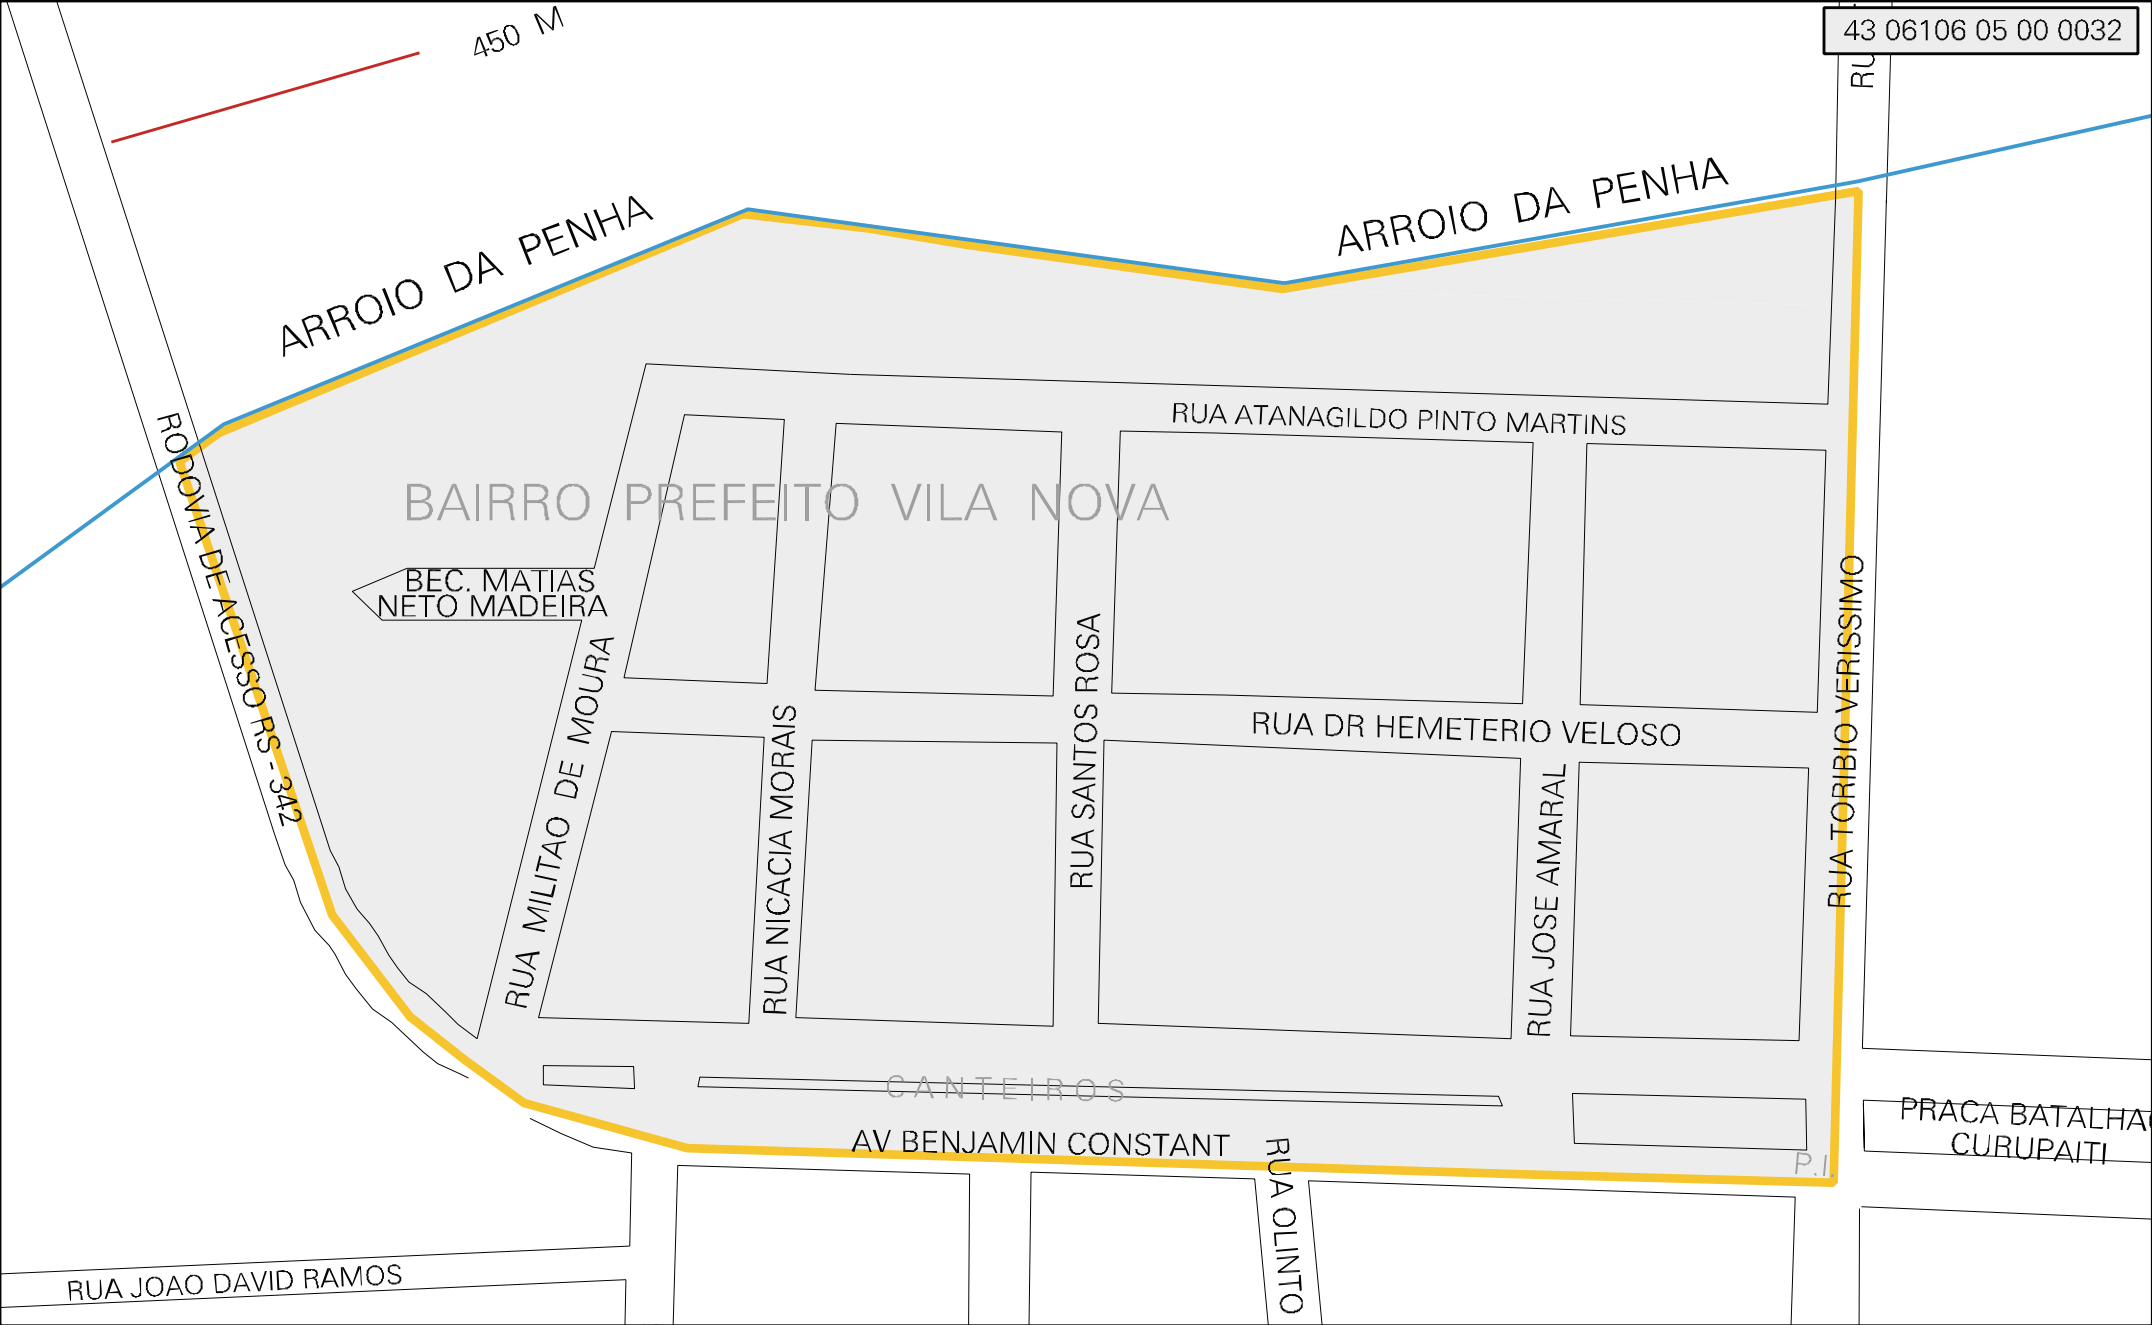 450 M
43 06106 05 00 0032
ARROIO DA PENHA
ARROIO DA PENHA
RUA ATANAGILDO PINTO MARTINS
BAIRRO PREFEITO VILA NOVA
RODOVIA DE ACESSO RS - 342
BEC. MATIAS
NETO MADEIRA
RUA MILITAO DE MOURA
RUA NICACIA MORAIS
RUA SANTOS ROSA
RUA DR HEMETERIO VELOSO
RUA JOSE AMARAL
RUA TORIBIO VERISSIMO
CANTEIROS
AV BENJAMIN CONSTANT
RUA OLINTO
P.I.
PRACA BATALHAO
CURUPAITI
RUA JOAO DAVID RAMOS